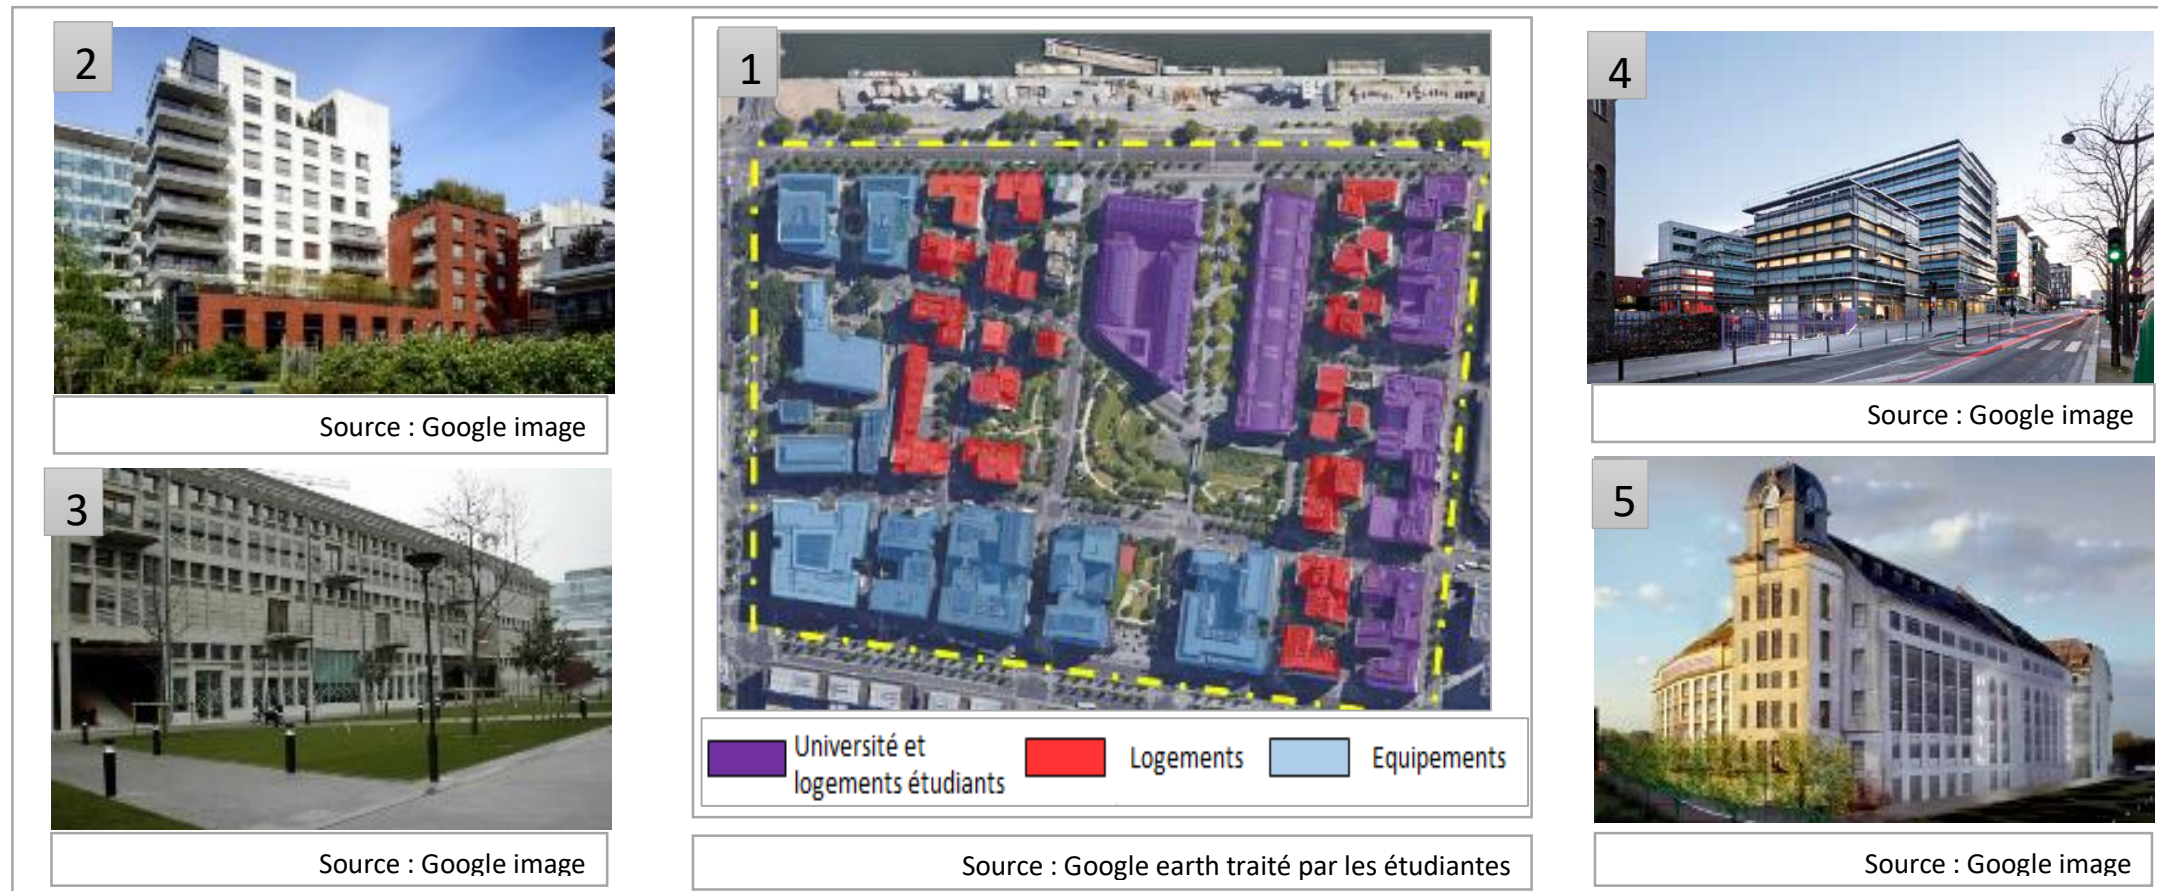 2
Source : Google image
3
Source : Google image
1
Université et
logements étudiants
Logements
Equipements
Source : Google earth traité par les étudiantes
4
Source : Google image
5
Source : Google image